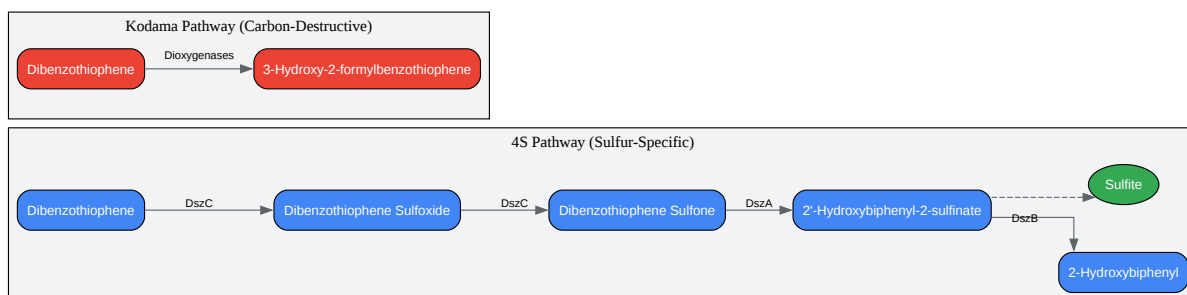 Kodama Pathway (Carbon-Destructive)
Dibenzothiophene
Dioxygenases
3-Hydroxy-2-formylbenzothiophene
4S Pathway (Sulfur-Specific)
Dibenzothiophene
DszC
Dibenzothiophene Sulfoxide
DszC
Dibenzothiophene Sulfone
DszA
2'-Hydroxybiphenyl-2-sulfinate
Sulfite
DszB
2-Hydroxybiphenyl